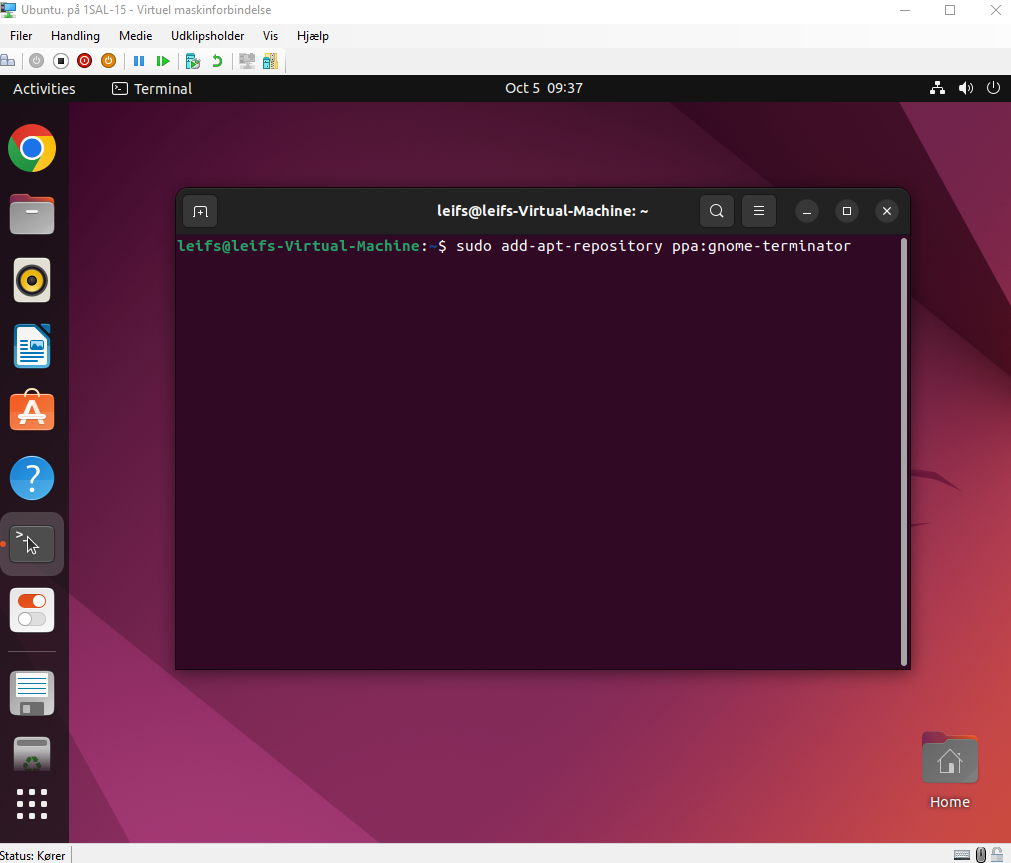 Ubuntu. på 1SAL-15 - Virtuel maskinforbindelse
Filer Handling Medie Udklipsholder Vis Hjælp
Activities Terminal Oct 5 09:37
leifs@leifs-Virtual-Machine: ~
leifs@leifs-Virtual-Machine:~$ sudo add-apt-repository ppa:gnome-terminator
Home
Status: Kører